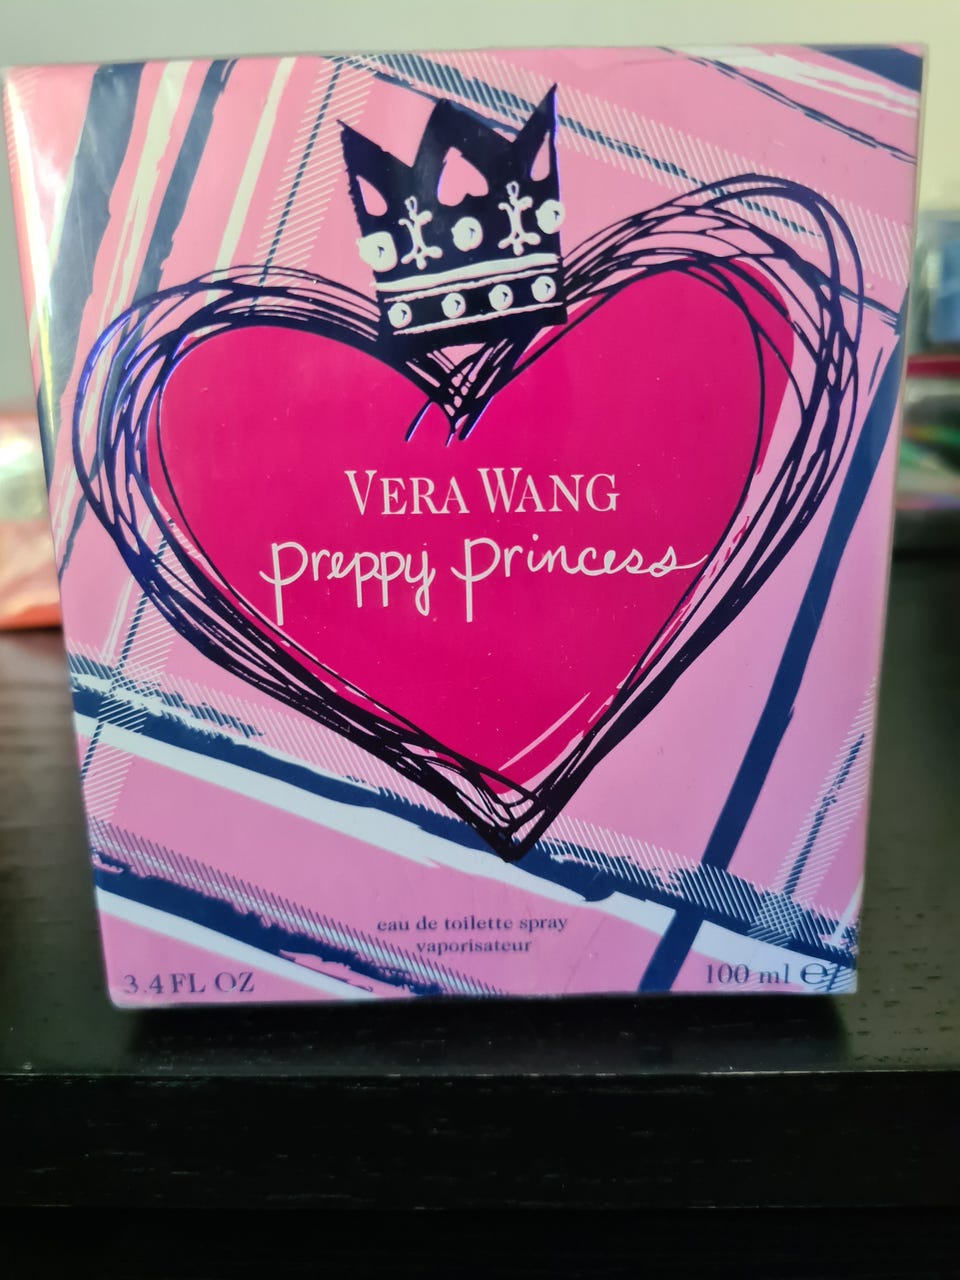 VERA WANG
preppy princess
eau de toilette spray
vaporisateur
3.4 FL OZ
100 ml ℮